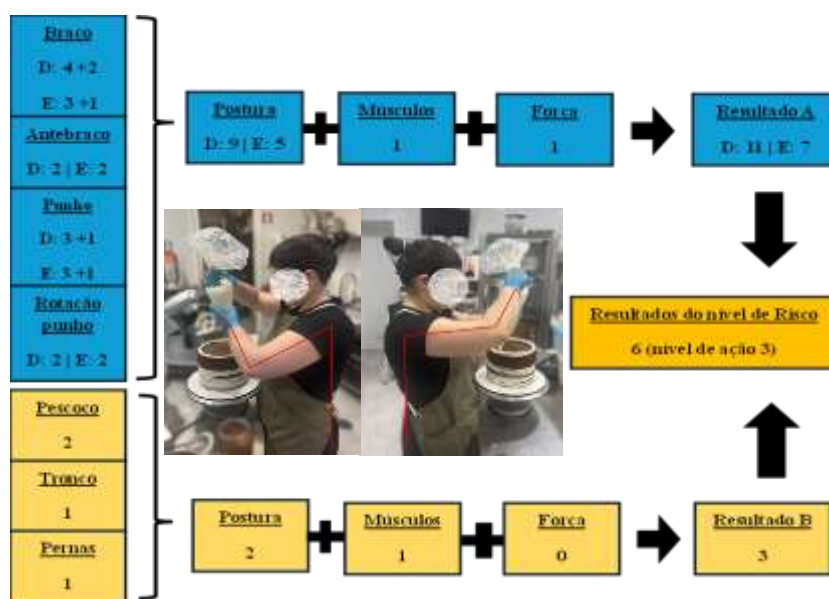 Braço
D: 4 +2
E: 3 +1
Antebraço
D: 2 | E: 2
Punho
D: 3 +1
E: 3 +1
Rotação
punho
D: 2 | E: 2
Postura
D: 9 | E: 5
Músculos
1
Força
1
Resultado A
D: 11 | E: 7
Resultados do nível de Risco
6 (nível de ação 3)
Pescoço
2
Tronco
1
Pernas
1
Postura
2
Músculos
1
Força
0
Resultado B
3